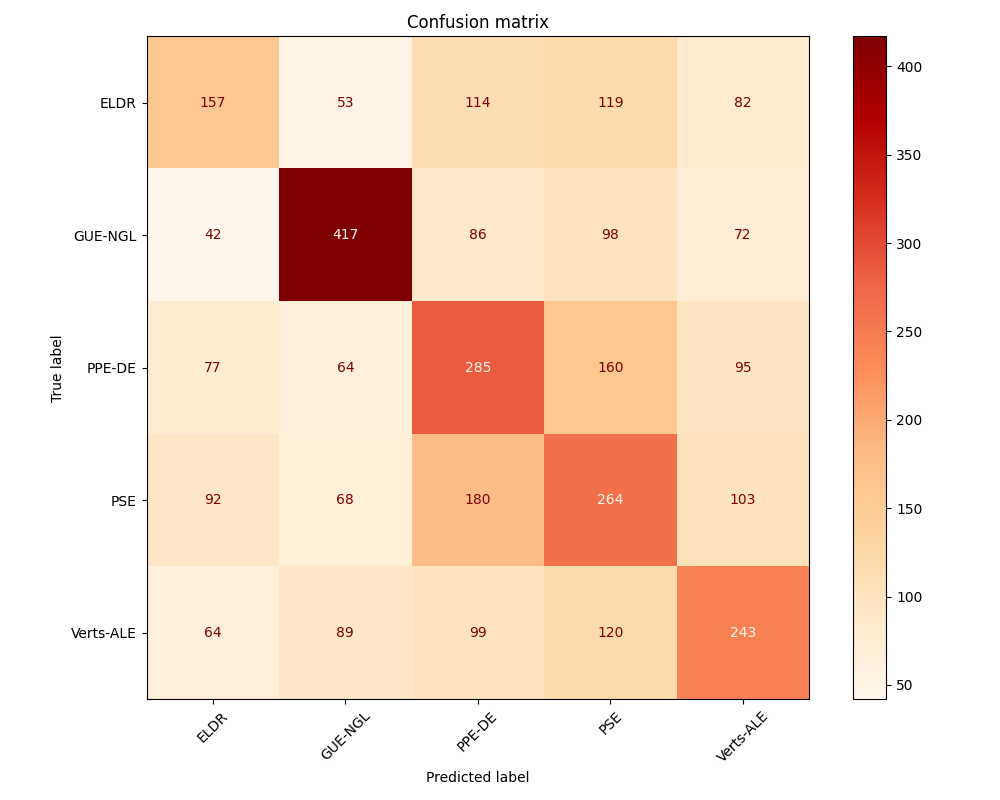 Confusion matrix
True label
ELDR 157 53 114 119 82
GUE-NGL 42 417 86 98 72
PPE-DE 77 64 285 160 95
PSE 92 68 180 264 103
Verts-ALE 64 89 99 120 243
ELDR GUE-NGL PPE-DE PSE Verts-ALE
Predicted label
400
350
300
250
200
150
100
50